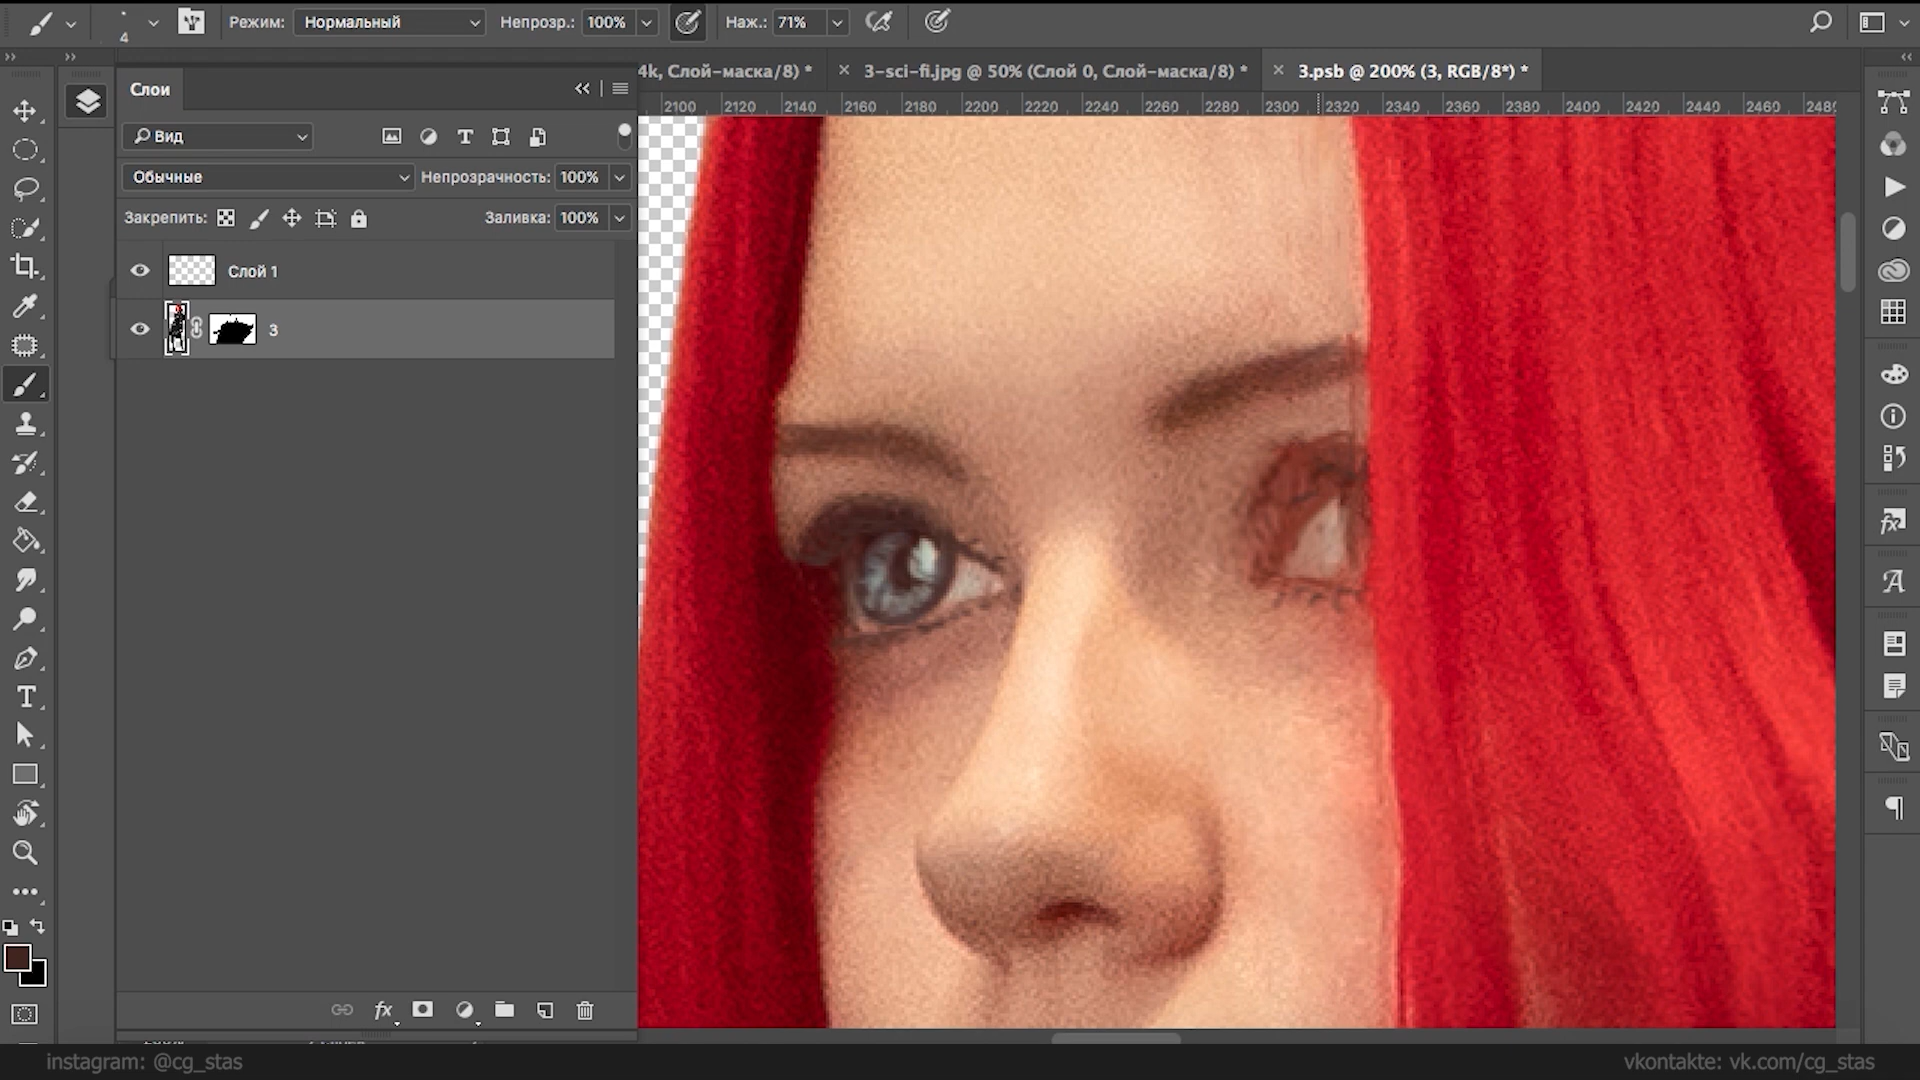 4
Режим: Нормальный Непрозр.: 100% Наж.: 71%
4k, Слой-маска/8) * × 3-sci-fi.jpg @ 50% (Слой 0, Слой-маска/8) * × 3.psb @ 200% (3, RGB/8*) *
2100 2120 2140 2160 2180 2200 2220 2240 2260 2280 2300 2320 2340 2360 2380 2400 2420 2440 2460 248
Слои
Вид
Обычные Непрозрачность: 100%
Закрепить: Заливка: 100%
Слой 1
3
fx
instagram: @cg_stas
vkontakte: vk.com/cg_stas